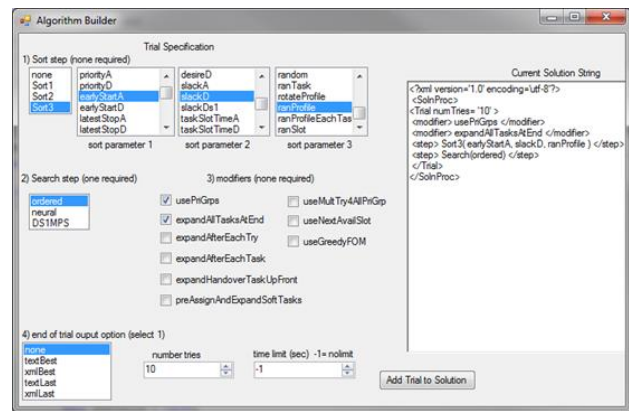 Algorithm Builder
Trial Specification
1) Sort step (none required)
none
Sort1
Sort2
Sort3
priorityA
priorityD
earlyStartA
earlyStartD
latestStopA
latestStopD
sort parameter 1
desireD
slackA
slackD
slackDs1
taskSlotTimeA
taskSlotTimeD
sort parameter 2
random
ranTask
rotateProfile
ranProfile
ranProfileEachTas
ranSlot
sort parameter 3
2) Search step (one required)
ordered
neural
DS1MPS
3) modifiers (none required)
usePriGrps
expandAllTasksAtEnd
expandAfterEachTry
expandAfterEachTask
expandHandoverTaskUpFront
preAssignAndExpandSoftTasks
useMultTry4AllPriGrp
useNextAvailSlot
useGreedyFOM
4) end of trial ouput option (select 1)
none
textBest
xmlBest
textLast
xmlLast
number tries
10
time limit (sec) -1= nolimit
-1
Add Trial to Solution
Current Solution String
<?xml version='1.0' encoding='utf-8'?>
<SolnProc>
<Trial numTries= '10' >
<modifier> usePriGrps </modifier>
<modifier> expandAllTasksAtEnd </modifier>
<step> Sort3( earlyStartA, slackD, ranProfile ) </step>
<step> Search(ordered) </step>
</Trial>
</SolnProc>